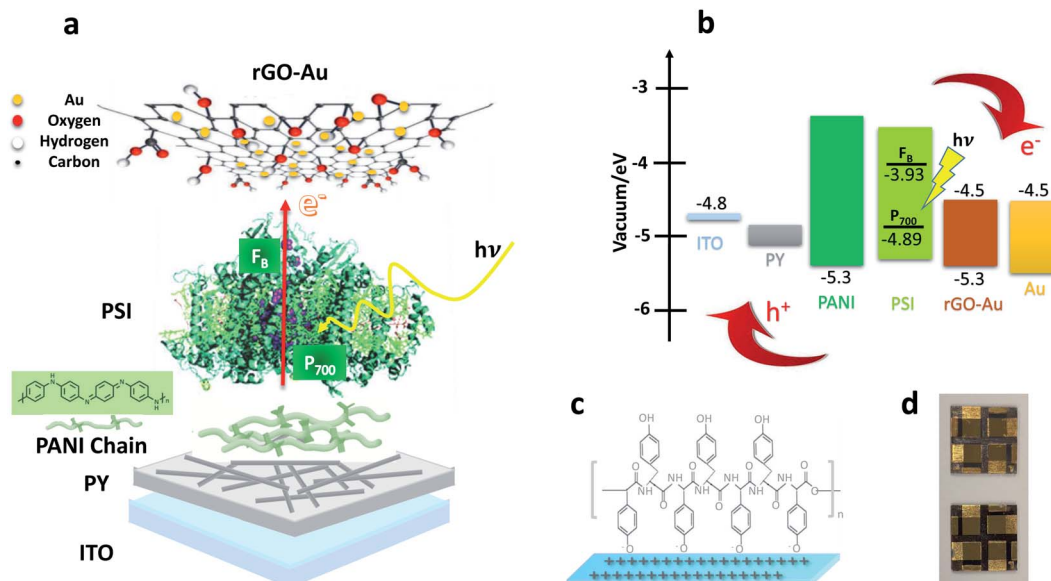 a
rGO-Au
Au
Oxygen
Hydrogen
Carbon
e⁻
F_B
hν
PSI
P₇₀₀
H
N
N
N
N
H
n
PANI Chain
PY
ITO
b
Vacuum/eV
-3
-4
-5
-6
-4.8
ITO
PY
-5.3
PANI
F_B
-3.93
P₇₀₀
-4.89
PSI
hν
e⁻
-4.5
-5.3
rGO-Au
-4.5
Au
h⁺
c
OH OH OH
O O O O
NH NH NH NH NH NH
O O O
O
n
O O O O
- - - -
+ + + + + + + + + + + + + + + +
+ + + + + + + + + + + + + + + +
d